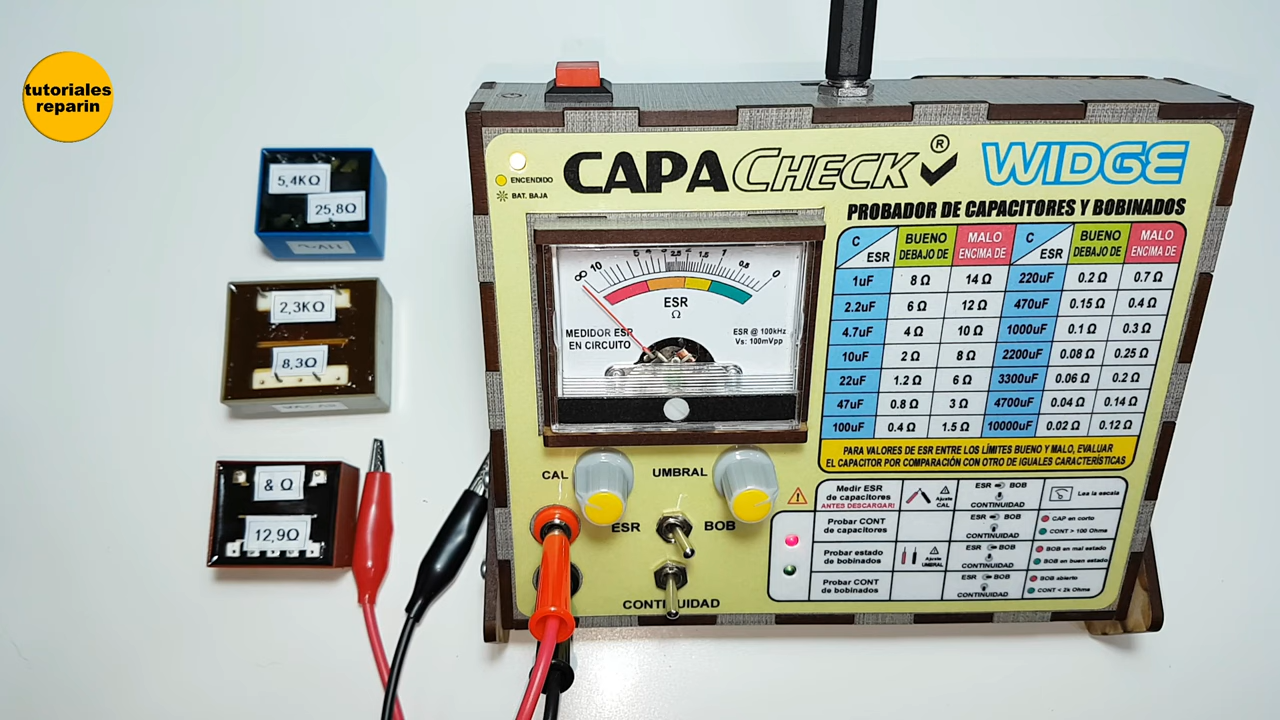 tutoriales
reparin
5,4KΩ
25,8Ω
2,3KΩ
8,3Ω
& Ω
12,9Ω
ENCENDIDO
BAT. BAJA
CAPACHECK ®
WIDGE
PROBADOR DE CAPACITORES Y BOBINADOS
∞ 10 5 4 3 2.5 2 1.5 1 0.5 0
ESR
Ω
MEDIDOR ESR
EN CIRCUITO
ESR @ 100kHz
Vs: 100mVpp
C ESR BUENO DEBAJO DE MALO ENCIMA DE C ESR BUENO DEBAJO DE MALO ENCIMA DE
1uF 8 Ω 14 Ω 220uF 0.2 Ω 0.7 Ω
2.2uF 6 Ω 12 Ω 470uF 0.15 Ω 0.4 Ω
4.7uF 4 Ω 10 Ω 1000uF 0.1 Ω 0.3 Ω
10uF 2 Ω 8 Ω 2200uF 0.08 Ω 0.25 Ω
22uF 1.2 Ω 6 Ω 3300uF 0.06 Ω 0.2 Ω
47uF 0.8 Ω 3 Ω 4700uF 0.04 Ω 0.14 Ω
100uF 0.4 Ω 1.5 Ω 10000uF 0.02 Ω 0.12 Ω
PARA VALORES DE ESR ENTRE LOS LÍMITES BUENO Y MALO, EVALUAR
EL CAPACITOR POR COMPARACIÓN CON OTRO DE IGUALES CARACTERÍSTICAS
CAL
UMBRAL
ESR
BOB
CONTINUIDAD
Medir ESR
de capacitores
ANTES DESCARGAR!
Ajuste
CAL
ESR BOB
CONTINUIDAD
Lea la escala
Probar CONT
de capacitores
ESR BOB
CONTINUIDAD
CAP en corto
CONT > 100 Ohms
Probar estado
de bobinados
Ajuste
UMBRAL
ESR BOB
CONTINUIDAD
BOB en mal estado
BOB en buen estado
Probar CONT
de bobinados
ESR BOB
CONTINUIDAD
BOB abierto
CONT < 2k Ohms